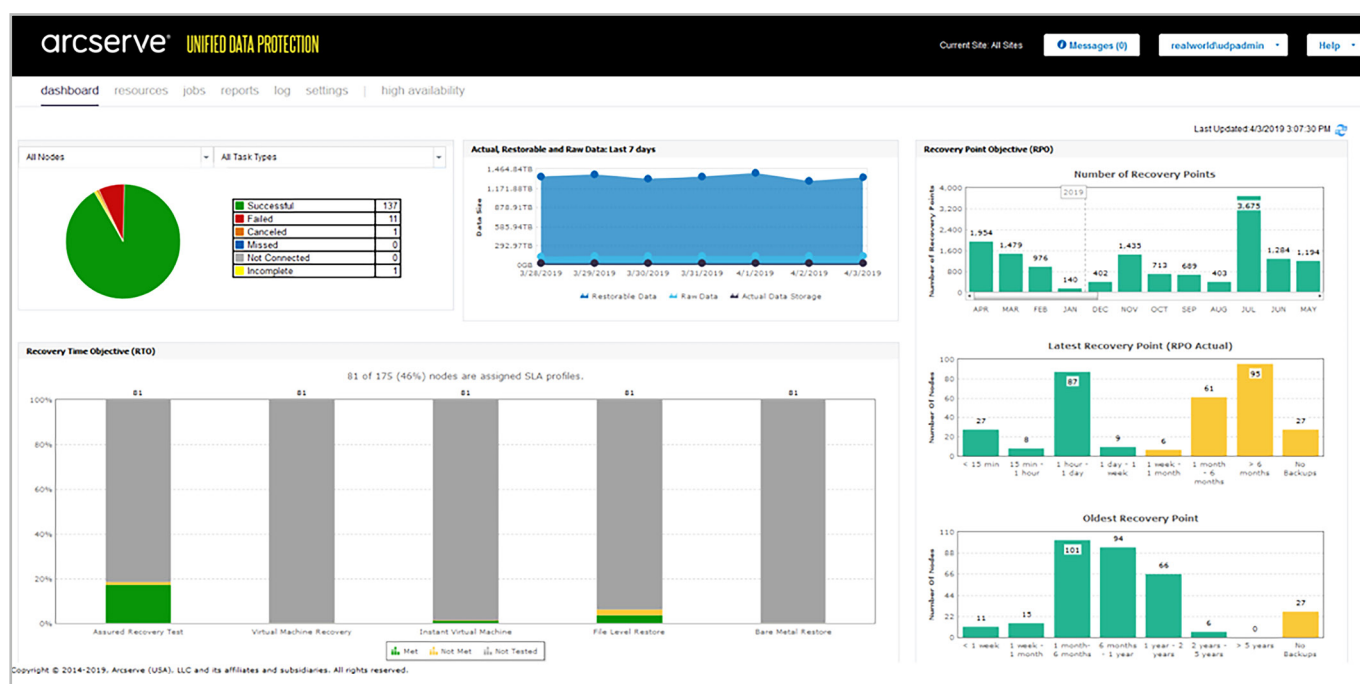 arcserve® UNIFIED DATA PROTECTION
Current Site: All Sites
Messages (0)
realworld\udpadmin
Help
dashboard resources jobs reports log settings | high availability
Last Updated:4/3/2019 3:07:30 PM
All Nodes
All Task Types
Successful 137
Failed 11
Canceled 1
Missed 0
Not Connected 0
Incomplete 1
Actual, Restorable and Raw Data: Last 7 days
Data Size
1,464.84TB
1,171.88TB
878.91TB
585.94TB
292.97TB
0GB
3/28/2019 3/29/2019 3/30/2019 3/31/2019 4/1/2019 4/2/2019 4/3/2019
Restorable Data Raw Data Actual Data Storage
Recovery Point Objective (RPO)
Number of Recovery Points
Number of Recovery Points
4,000
3,200
2,400
1,600
800
0
2019
1,954 1,479 976 140 402 1,435 713 689 403 3,675 1,284 1,194
APR MAR FEB JAN DEC NOV OCT SEP AUG JUL JUN MAY
Latest Recovery Point (RPO Actual)
Number Of Nodes
100
80
60
40
20
0
27 8 87 9 6 61 95 27
< 15 min
15 min - 1 hour
1 hour - 1 day
1 day - 1 week
1 week - 1 month
1 month - 6 months
> 6 months
No Backups
Oldest Recovery Point
Number Of Nodes
110
88
66
44
22
0
11 15 101 94 66 6 0 27
< 1 week
1 week - 1 month
1 month- 6 months
6 months - 1 year
1 year - 2 years
2 years - 5 years
> 5 years
No Backups
Recovery Time Objective (RTO)
81 of 175 (46%) nodes are assigned SLA profiles.
81 81 81 81 81
100%
80%
60%
40%
20%
0%
Assured Recovery Test
Virtual Machine Recovery
Instant Virtual Machine
File Level Restore
Bare Metal Restore
Met Not Met Not Tested
Copyright © 2014-2019, Arcserve (USA), LLC and its affiliates and subsidiaries. All rights reserved.